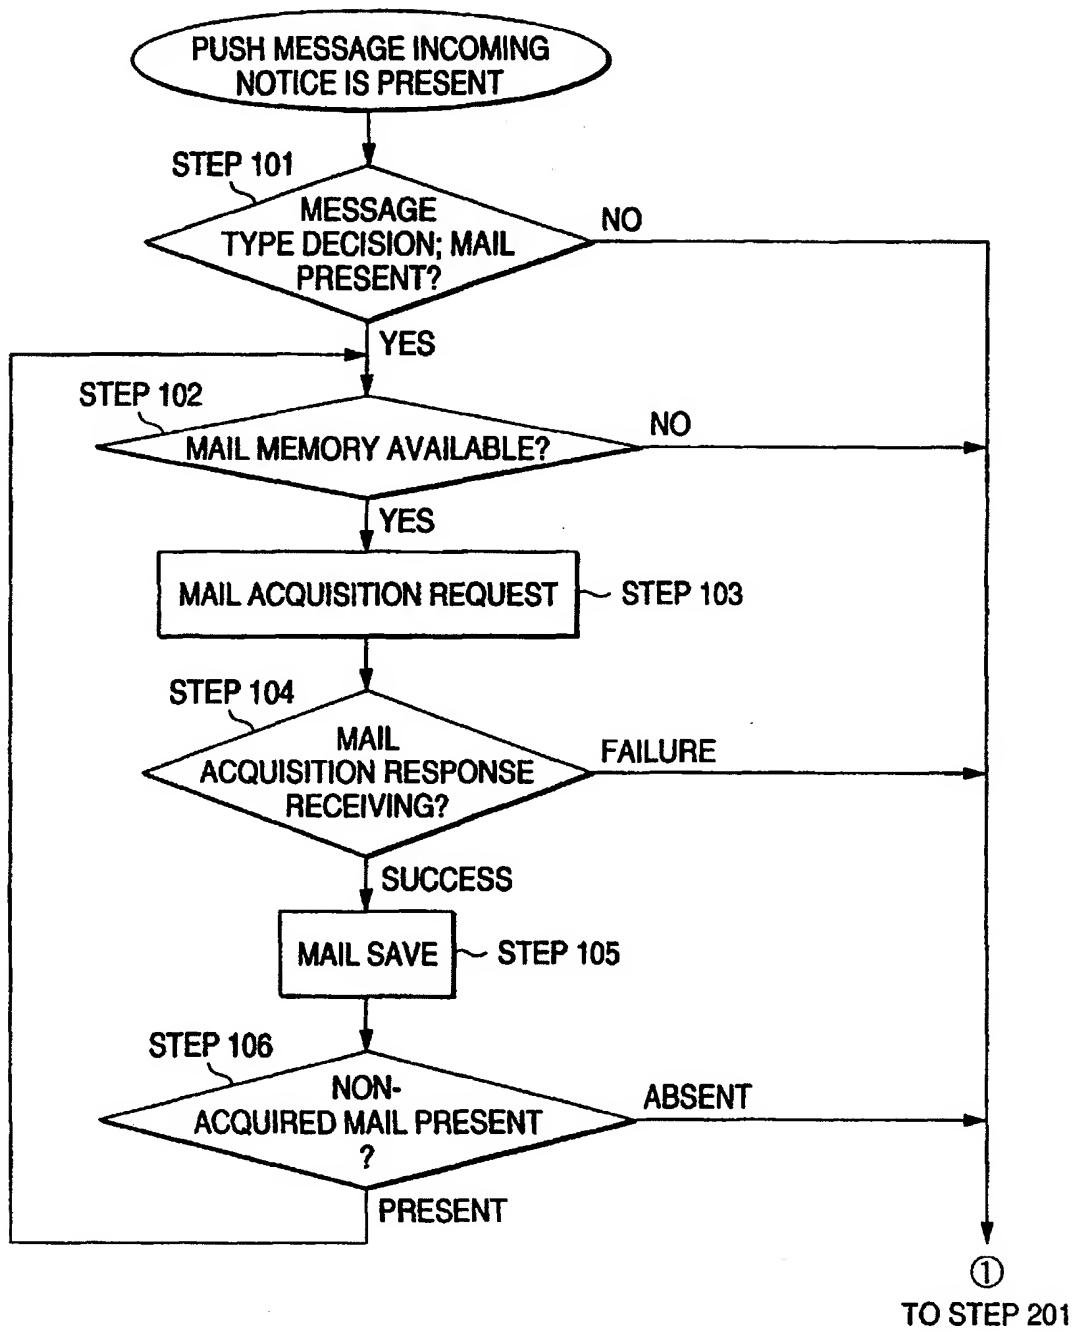 PUSH MESSAGE INCOMING
NOTICE IS PRESENT
STEP 101
MESSAGE
TYPE DECISION; MAIL
PRESENT?
NO
YES
STEP 102
MAIL MEMORY AVAILABLE?
NO
YES
MAIL ACQUISITION REQUEST
STEP 103
STEP 104
MAIL
ACQUISITION RESPONSE
RECEIVING?
FAILURE
SUCCESS
MAIL SAVE
STEP 105
STEP 106
NON-
ACQUIRED MAIL PRESENT
?
ABSENT
PRESENT
①
TO STEP 201